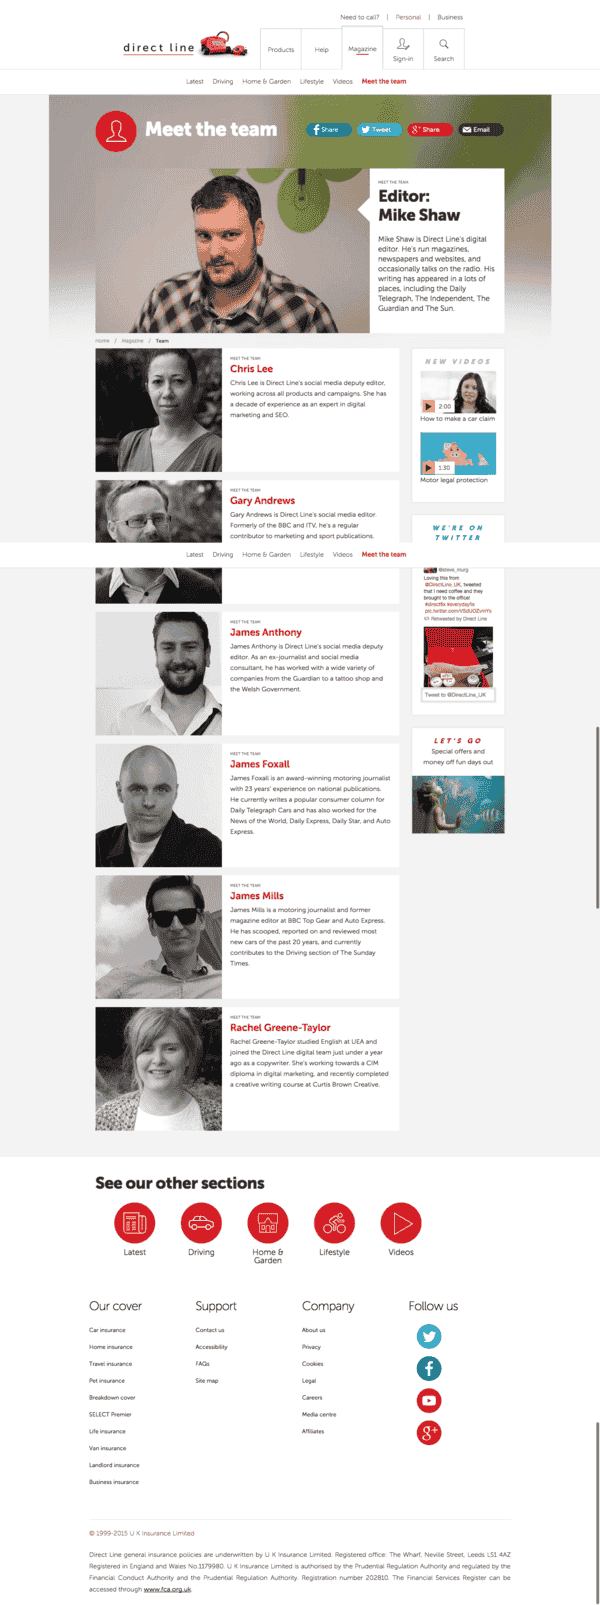 Need to call? | Personal | Business
direct line
Products
Help
Magazine
Sign-in
Search
Latest Driving Home & Garden Lifestyle Videos Meet the team
Meet the team
Share
Tweet
Share
Email
MEET THE TEAM
Editor:
Mike Shaw
Mike Shaw is Direct Line's digital
editor. He's run magazines,
newspapers and websites, and
occasionally talks on the radio. His
writing has appeared in a lots of
places, including the Daily
Telegraph, The Independent, The
Guardian and The Sun.
Home / Magazine / Team
MEET THE TEAM
Chris Lee
Chris Lee is Direct Line's social media deputy editor,
working across all products and campaigns. She has
a decade of experience as an expert in digital
marketing and SEO.
NEW VIDEOS
2:00
How to make a car claim
1:30
Motor legal protection
MEET THE TEAM
Gary Andrews
Gary Andrews is Direct Line's social media editor.
Formerly of the BBC and ITV, he's a regular
contributor to marketing and sport publications.
WE'RE ON
TWITTER
Latest Driving Home & Garden Lifestyle Videos Meet the team
@steve_murg
Loving this from
@DirectLine_UK, tweeted
that I need coffee and they
brought to the office!
#directfix #everydayfix
Retweeted by Direct Line
Tweet to @DirectLine_UK
MEET THE TEAM
James Anthony
James Anthony is Direct Line's social media deputy
editor. As an ex-journalist and social media
consultant, he has worked with a wide variety of
companies from the Guardian to a tattoo shop and
the Welsh Government.
LET'S GO
Special offers and
money off fun days out
MEET THE TEAM
James Foxall
James Foxall is an award-winning motoring journalist
with 23 years' experience on national publications.
He currently writes a popular consumer column for
Daily Telegraph Cars and has also worked for the
News of the World, Daily Express, Daily Star, and Auto
Express.
MEET THE TEAM
James Mills
James Mills is a motoring journalist and former
magazine editor at BBC Top Gear and Auto Express.
He has scooped, reported on and reviewed most
new cars of the past 20 years, and currently
contributes to the Driving section of The Sunday
Times.
MEET THE TEAM
Rachel Greene-Taylor
Rachel Greene-Taylor studied English at UEA and
joined the Direct Line digital team just under a year
ago as a copywriter. She's working towards a CIM
diploma in digital marketing, and recently completed
a creative writing course at Curtis Brown Creative.
See our other sections
Latest
Driving
Home &
Garden
Lifestyle
Videos
Our cover
Car insurance
Home insurance
Travel insurance
Pet insurance
Breakdown cover
SELECT Premier
Life insurance
Van insurance
Landlord insurance
Business insurance
Support
Contact us
Accessibility
FAQs
Site map
Company
About us
Privacy
Cookies
Legal
Careers
Media centre
Affiliates
Follow us
© 1999-2015 U K Insurance Limited
Direct Line general insurance policies are underwritten by U K Insurance Limited. Registered office: The Wharf, Neville Street, Leeds LS1 4AZ
Registered in England and Wales No.1179980. U K Insurance Limited is authorised by the Prudential Regulation Authority and regulated by the
Financial Conduct Authority and the Prudential Regulation Authority. Registration number 202810. The Financial Services Register can be
accessed through www.fca.org.uk.